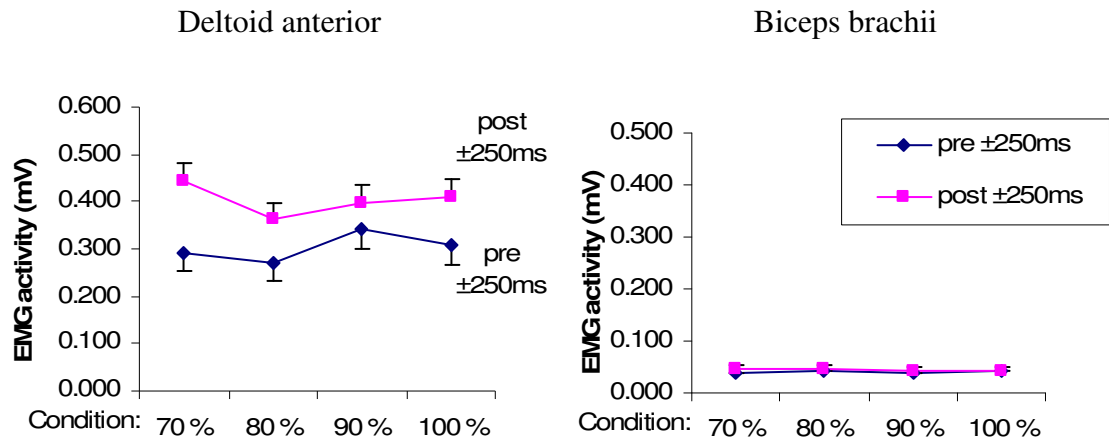 Deltoid anterior
EMG activity (mV)
0.600
0.500
0.400
0.300
0.200
0.100
0.000
post
±250ms
pre
±250ms
Condition: 70 % 80 % 90 % 100 %
Biceps brachii
EMG activity (mV)
0.500
0.400
0.300
0.200
0.100
0.000
pre ±250ms
post ±250ms
Condition: 70 % 80 % 90 % 100 %